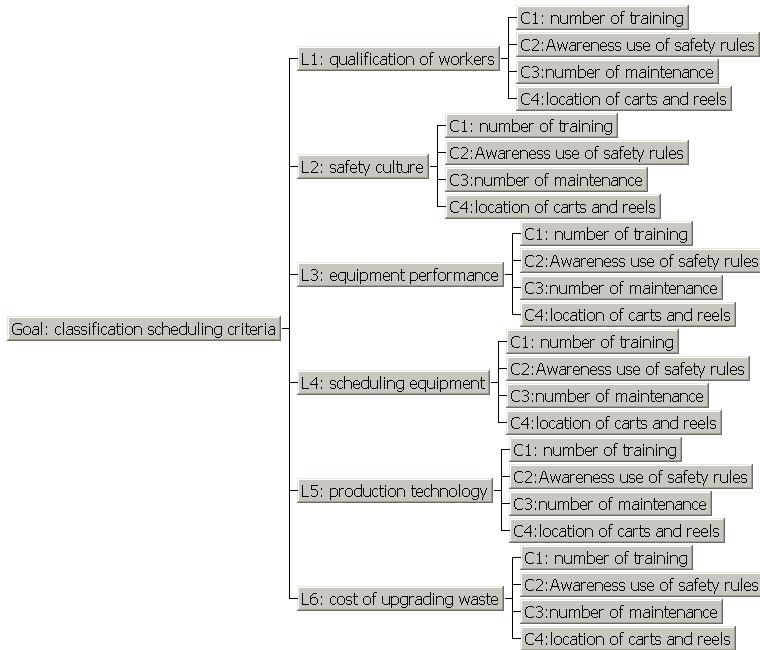 C1: number of training
L1: qualification of workers
C2:Awareness use of safety rules
C3:number of maintenance
C4:location of carts and reels
C1: number of training
L2: safety culture
C2:Awareness use of safety rules
C3:number of maintenance
C4:location of carts and reels
C1: number of training
L3: equipment performance
C2:Awareness use of safety rules
C3:number of maintenance
C4:location of carts and reels
Goal: classification scheduling criteria
C1: number of training
L4: scheduling equipment
C2:Awareness use of safety rules
C3:number of maintenance
C4:location of carts and reels
C1: number of training
L5: production technology
C2:Awareness use of safety rules
C3:number of maintenance
C4:location of carts and reels
C1: number of training
L6: cost of upgrading waste
C2:Awareness use of safety rules
C3:number of maintenance
C4:location of carts and reels